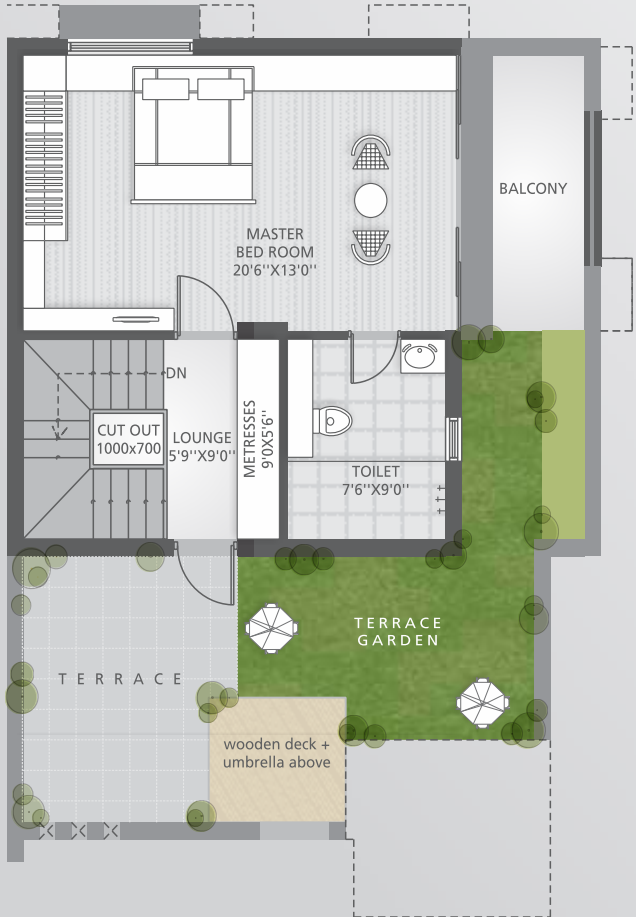 BALCONY
MASTER
BED ROOM
20'6''X13'0''
DN
CUT OUT
1000x700
LOUNGE
5'9''X9'0''
METRESSES
9'0X5'6''
TOILET
7'6''X9'0''
TERRACE
GARDEN
TERRACE
wooden deck +
umbrella above